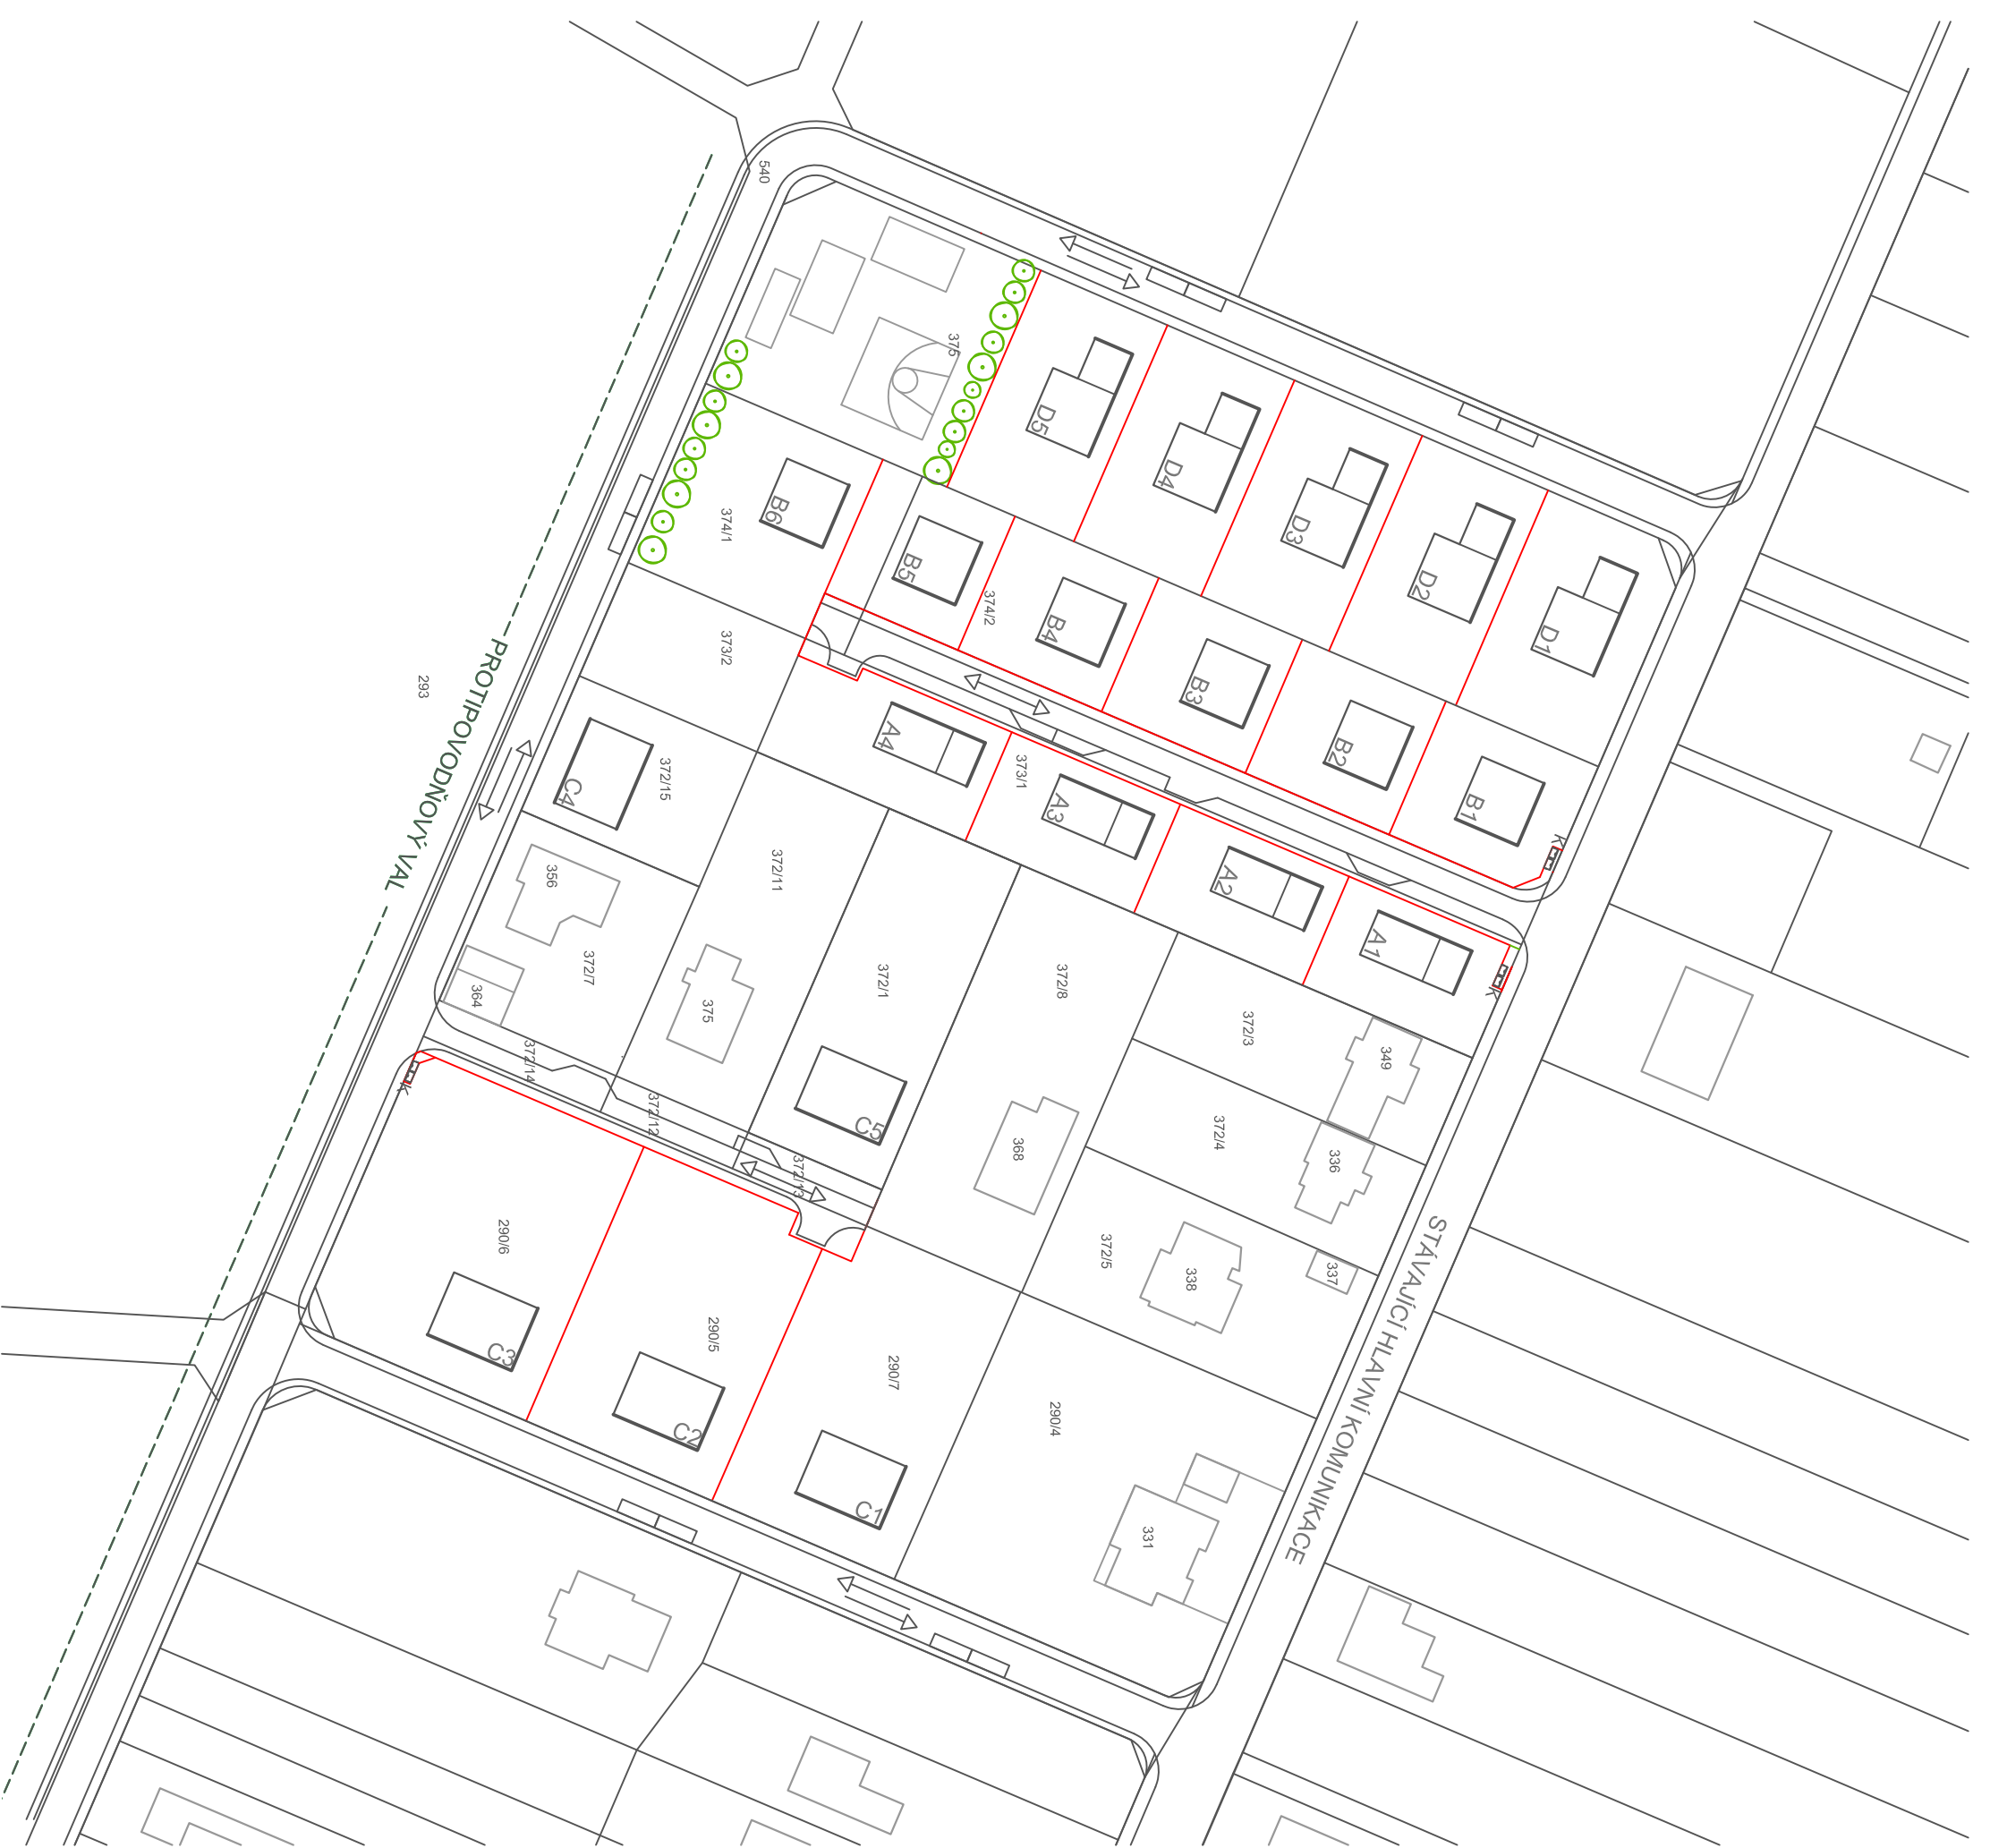 540
376
D5
D4
D3
D2
D1
B6
B5
B4
B3
B2
B1
374/1
374/2
373/2
373/1
293
PROTIPOVODŇOVÝ VAL
A4
A3
A2
A1
K
K
C4
372/15
372/11
356
372/7
364
375
372/1
372/8
372/3
349
372/14
372/12
372/13
C5
368
372/4
336
372/5
338
337
K
290/6
290/5
290/7
290/4
C3
C2
C1
331
STÁVAJÍCÍ HLAVNÍ KOMUNIKACE